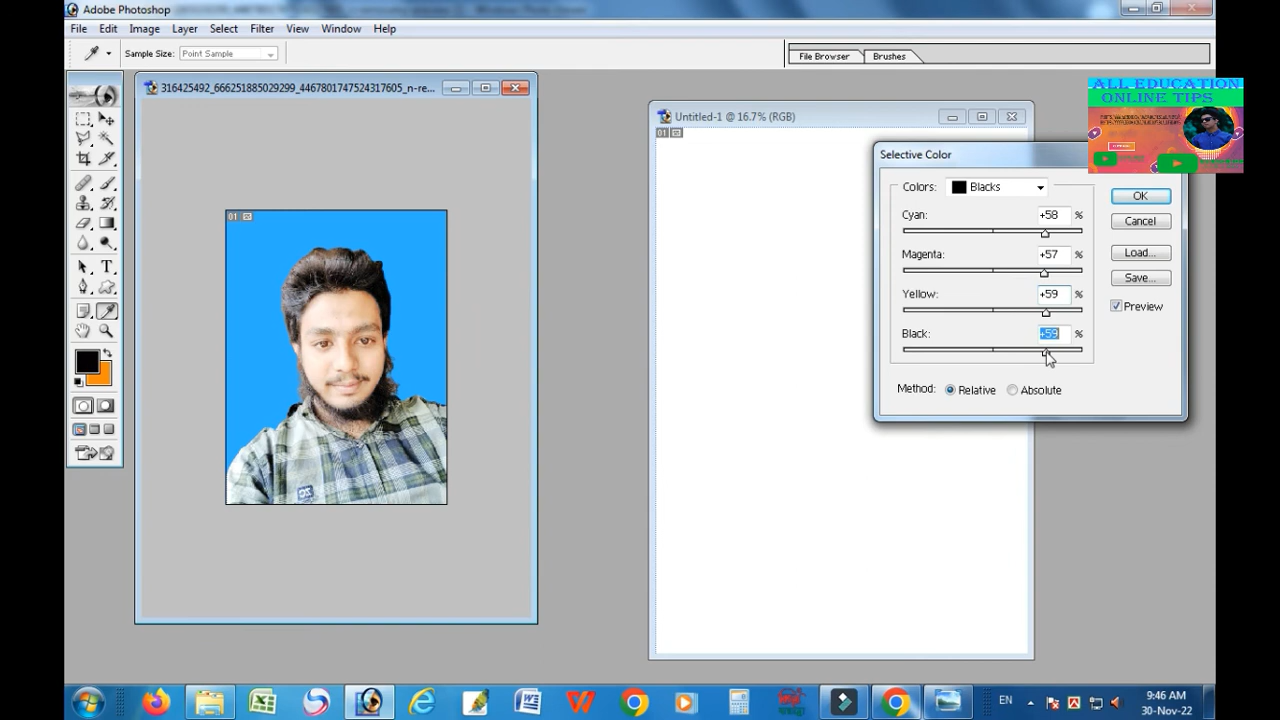 Adobe Photoshop
File Edit Image Layer Select Filter View Window Help
Sample Size: Point Sample
File Browser Brushes
316425492_666251885029299_4467801747524317605_n-re...
01
Untitled-1 @ 16.7% (RGB)
01
ALL EDUCATION
ONLINE TIPS
Selective Color
Colors: Blacks
Cyan: +58 %
Magenta: +57 %
Yellow: +59 %
Black: +59 %
Method: Relative Absolute
OK
Cancel
Load...
Save...
Preview
T
EN
9:46 AM
30-Nov-22